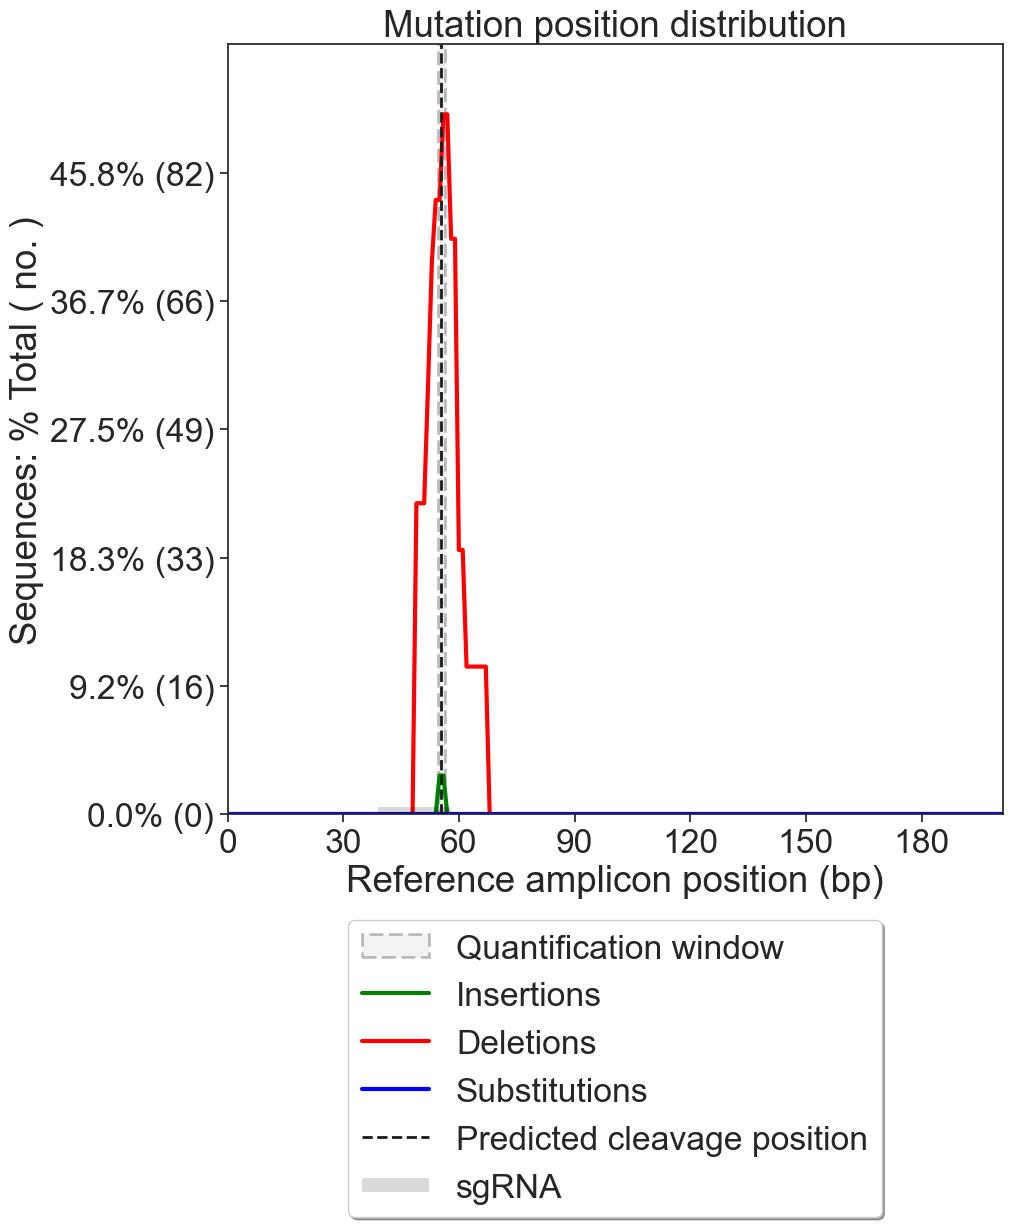 Mutation position distribution
Sequences: % Total ( no. )
45.8% (82)
36.7% (66)
27.5% (49)
18.3% (33)
9.2% (16)
0.0% (0)
0 30 60 90 120 150 180
Reference amplicon position (bp)
Quantification window
Insertions
Deletions
Substitutions
Predicted cleavage position
sgRNA